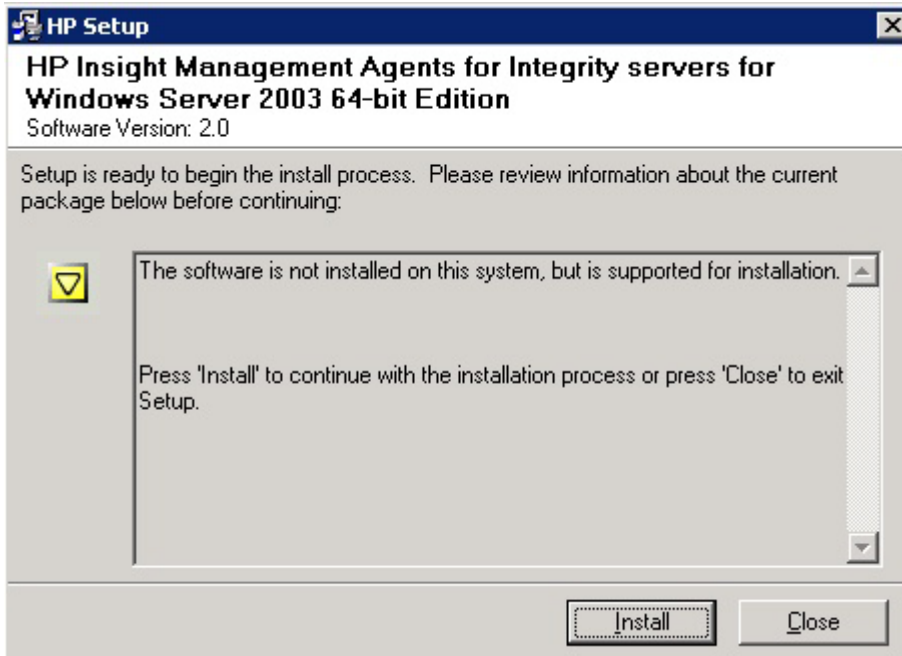 HP Setup
HP Insight Management Agents for Integrity servers for
Windows Server 2003 64-bit Edition
Software Version: 2.0
Setup is ready to begin the install process.  Please review information about the current
package below before continuing:
The software is not installed on this system, but is supported for installation.
Press 'Install' to continue with the installation process or press 'Close' to exit
Setup.
Install
Close